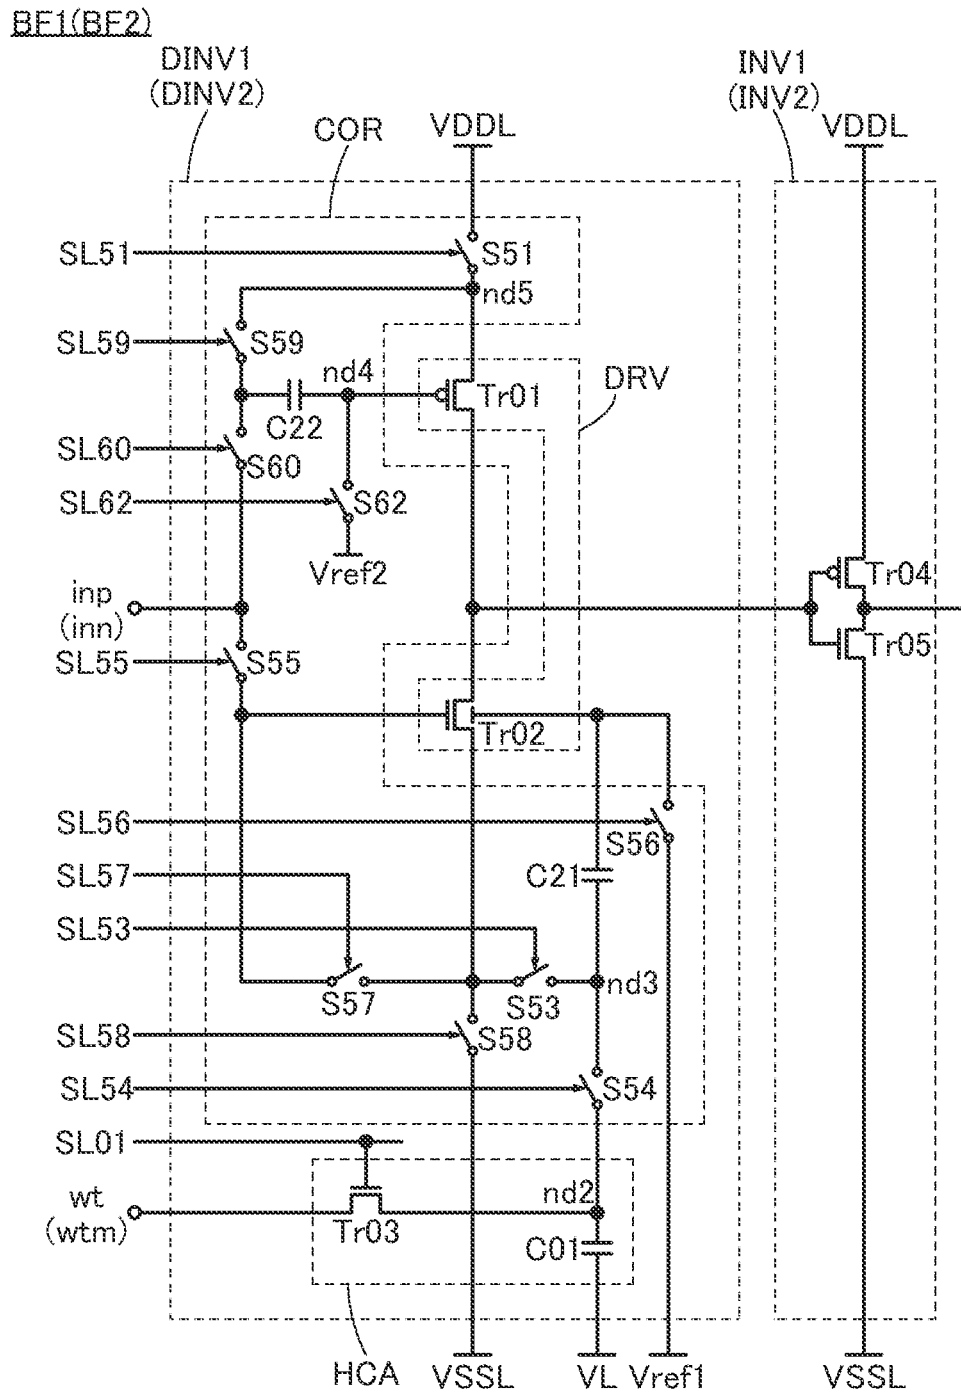 BF1(BF2)
DINV1
(DINV2)
INV1
(INV2)
COR
VDDL
VDDL
SL51
S51
nd5
SL59
S59
nd4
DRV
Tr01
C22
SL60
S60
SL62
S62
Vref2
Tr04
inp
(inn)
SL55
S55
Tr05
Tr02
SL56
S56
SL57
C21
SL53
nd3
S57
S53
SL58
S58
SL54
S54
SL01
wt
(wtm)
nd2
Tr03
C01
HCA
VSSL
VL
Vref1
VSSL